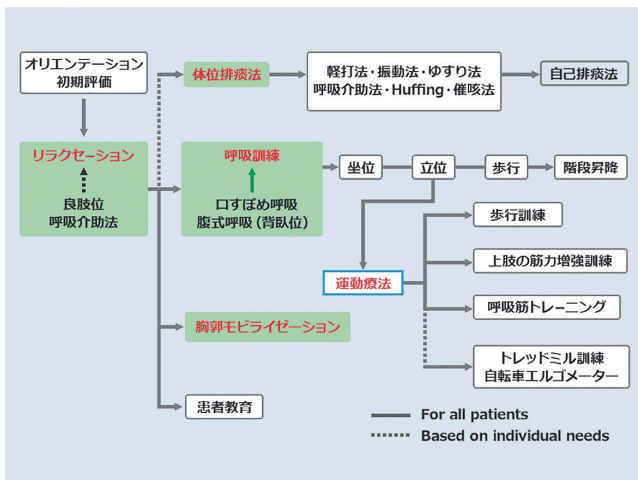 オリエンテーション
初期評価
体位排痰法
軽打法・振動法・ゆすり法
呼吸介助法・Huffing・催咳法
自己排痰法
リラクセーション
良肢位
呼吸介助法
呼吸訓練
口すぼめ呼吸
腹式呼吸（背臥位）
坐位
立位
歩行
階段昇降
運動療法
歩行訓練
上肢の筋力増強訓練
呼吸筋トレーニング
トレッドミル訓練
自転車エルゴメーター
胸郭モビライゼーション
患者教育
For all patients
Based on individual needs